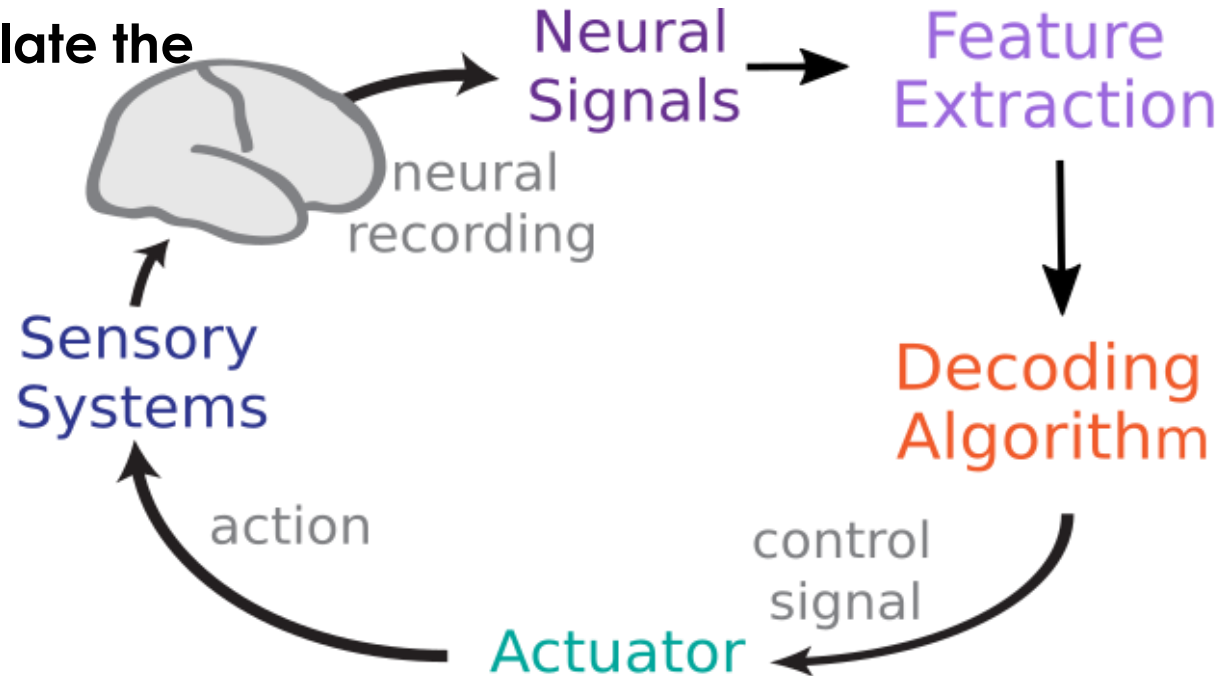 late the
Neural
Signals
Feature
Extraction
neural
recording
Sensory
Systems
Decoding
Algorithm
action
control
signal
Actuator